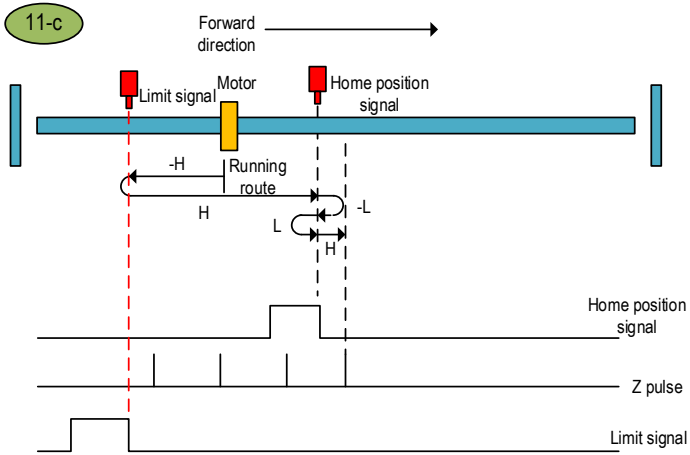 11-c
Forward
direction
Limit signal
Motor
Home position
signal
-H
Running
route
H
-L
L
H
Home position
signal
Z pulse
Limit signal